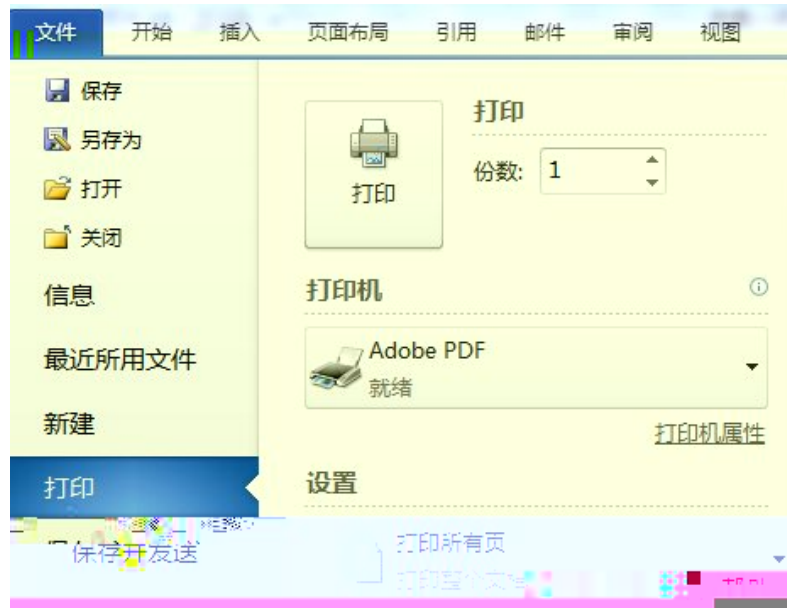 文件 开始 插入 页面布局 引用 邮件 审阅 视图
保存
另存为
打开
关闭
信息
最近所用文件
新建
打印
保存开发送
打印
打印
份数: 1
打印机
Adobe PDF
就绪
打印机属性
设置
打印所有页